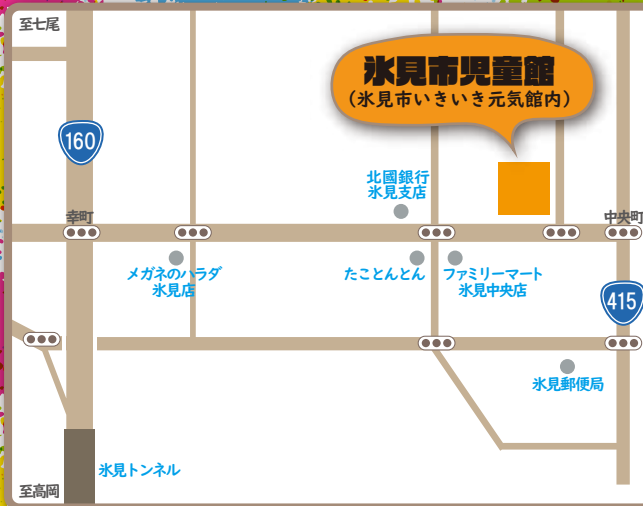 至七尾
氷見市児童館
（氷見市いきいき元気館内）
160
北國銀行
氷見支店
幸町
中央町
メガネのハラダ
氷見店
たことんとん
ファミリーマート
氷見中央店
415
氷見郵便局
氷見トンネル
至高岡